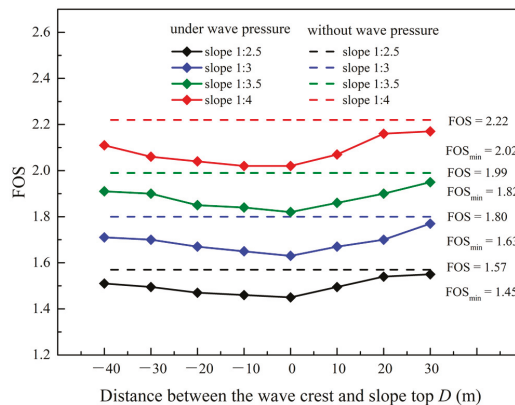 under wave pressure
without wave pressure
slope 1:2.5
slope 1:2.5
slope 1:3
slope 1:3
slope 1:3.5
slope 1:3.5
slope 1:4
slope 1:4
2.6
2.4
2.2
2.0
1.8
1.6
1.4
1.2
FOS
FOS = 2.22
FOSmin = 2.02
FOS = 1.99
FOSmin = 1.82
FOS = 1.80
FOSmin = 1.63
FOS = 1.57
FOSmin = 1.45
−40 −30 −20 −10 0 10 20 30
Distance between the wave crest and slope top D (m)